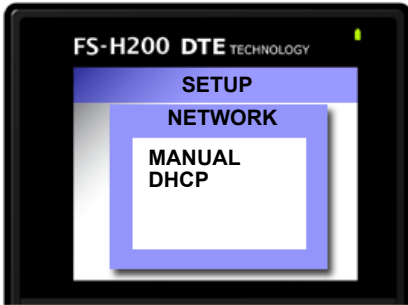 FS-H200 DTE TECHNOLOGY
SETUP
NETWORK
MANUAL
DHCP